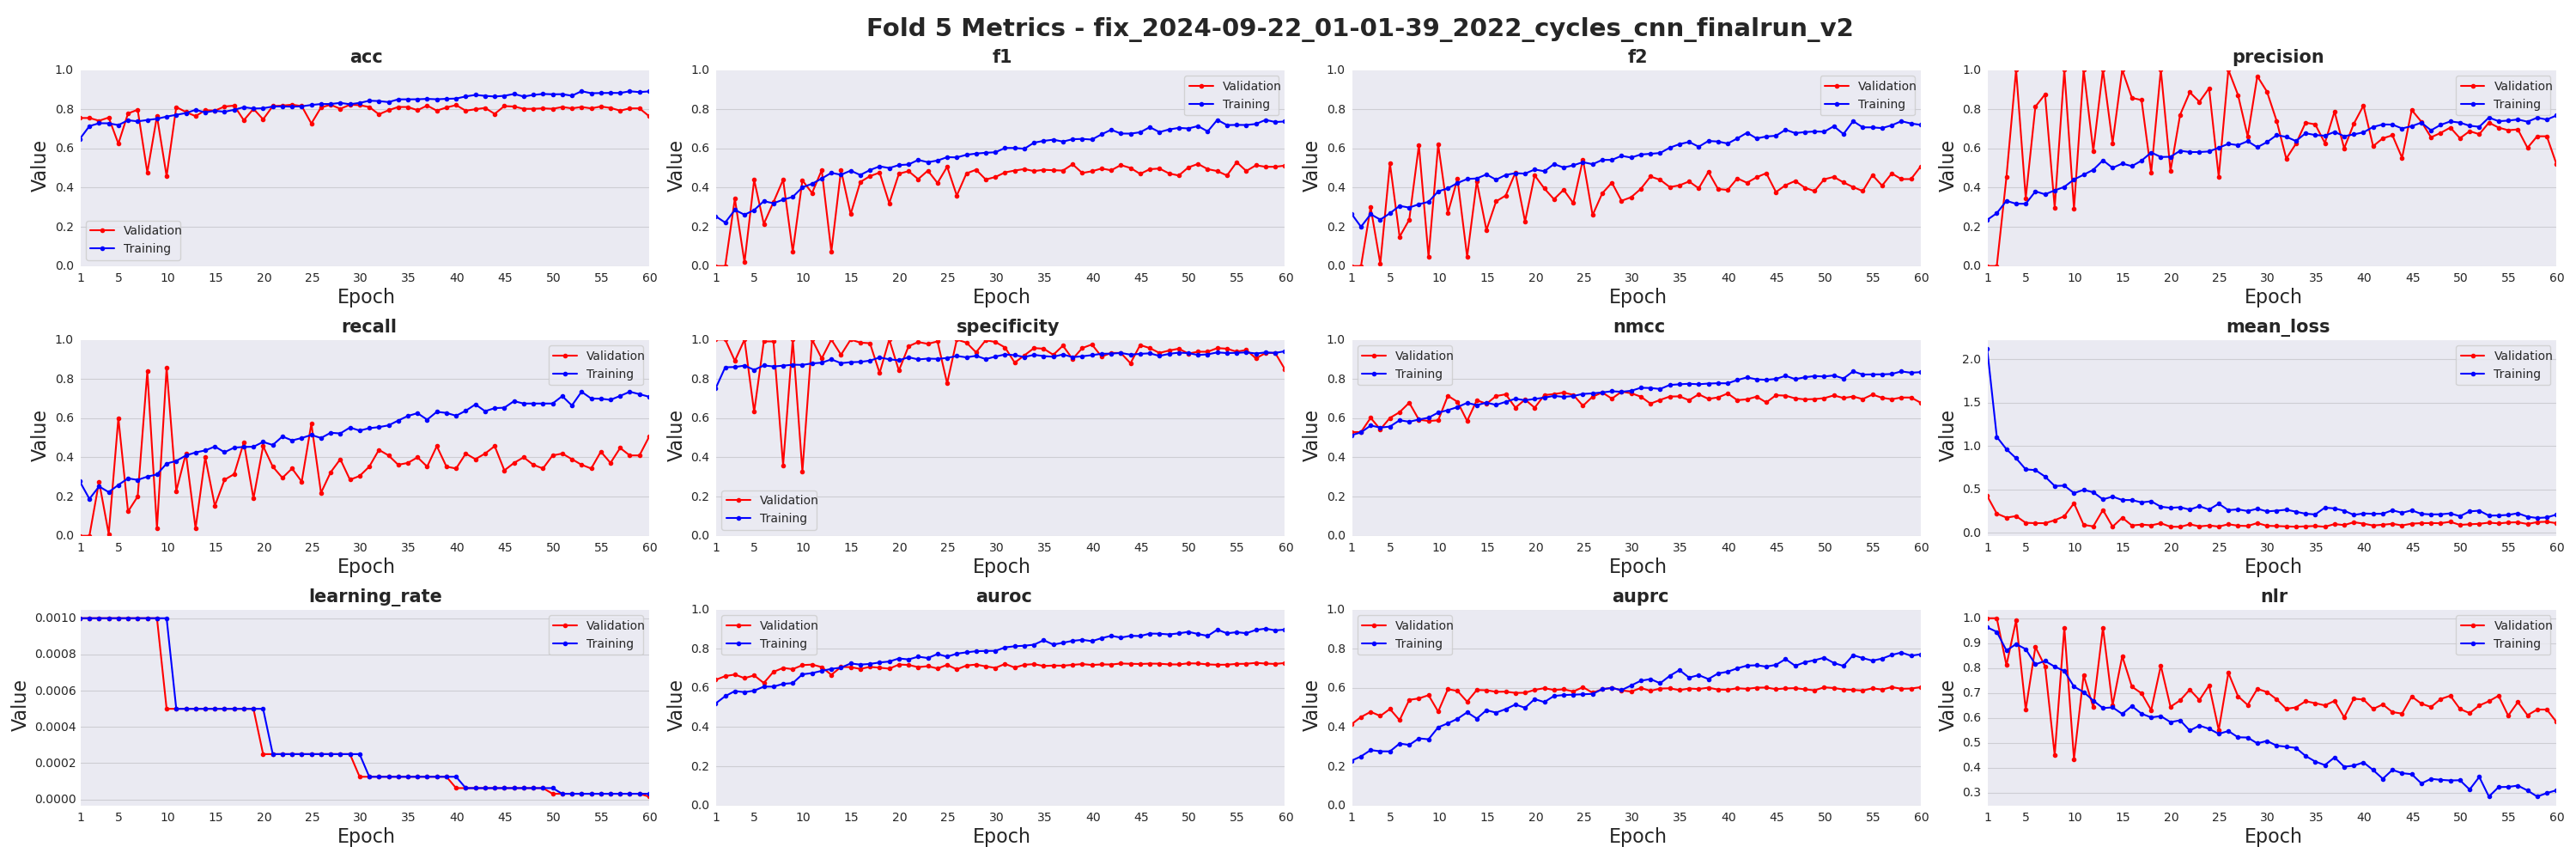 Fold 5 Metrics - fix_2024-09-22_01-01-39_2022_cycles_cnn_finalrun_v2
acc
1.0
0.8
0.6
0.4
0.2
0.0
Value
Validation
Training
1 5 10 15 20 25 30 35 40 45 50 55 60
Epoch
f1
1.0
0.8
0.6
0.4
0.2
0.0
Value
Validation
Training
1 5 10 15 20 25 30 35 40 45 50 55 60
Epoch
f2
1.0
0.8
0.6
0.4
0.2
0.0
Value
Validation
Training
1 5 10 15 20 25 30 35 40 45 50 55 60
Epoch
precision
1.0
0.8
0.6
0.4
0.2
0.0
Value
Validation
Training
1 5 10 15 20 25 30 35 40 45 50 55 60
Epoch
recall
1.0
0.8
0.6
0.4
0.2
0.0
Value
Validation
Training
1 5 10 15 20 25 30 35 40 45 50 55 60
Epoch
specificity
1.0
0.8
0.6
0.4
0.2
0.0
Value
Validation
Training
1 5 10 15 20 25 30 35 40 45 50 55 60
Epoch
nmcc
1.0
0.8
0.6
0.4
0.2
0.0
Value
Validation
Training
1 5 10 15 20 25 30 35 40 45 50 55 60
Epoch
mean_loss
2.0
1.5
1.0
0.5
0.0
Value
Validation
Training
1 5 10 15 20 25 30 35 40 45 50 55 60
Epoch
learning_rate
0.0010
0.0008
0.0006
0.0004
0.0002
0.0000
Value
Validation
Training
1 5 10 15 20 25 30 35 40 45 50 55 60
Epoch
auroc
1.0
0.8
0.6
0.4
0.2
0.0
Value
Validation
Training
1 5 10 15 20 25 30 35 40 45 50 55 60
Epoch
auprc
1.0
0.8
0.6
0.4
0.2
0.0
Value
Validation
Training
1 5 10 15 20 25 30 35 40 45 50 55 60
Epoch
nlr
1.0
0.9
0.8
0.7
0.6
0.5
0.4
0.3
Value
Validation
Training
1 5 10 15 20 25 30 35 40 45 50 55 60
Epoch